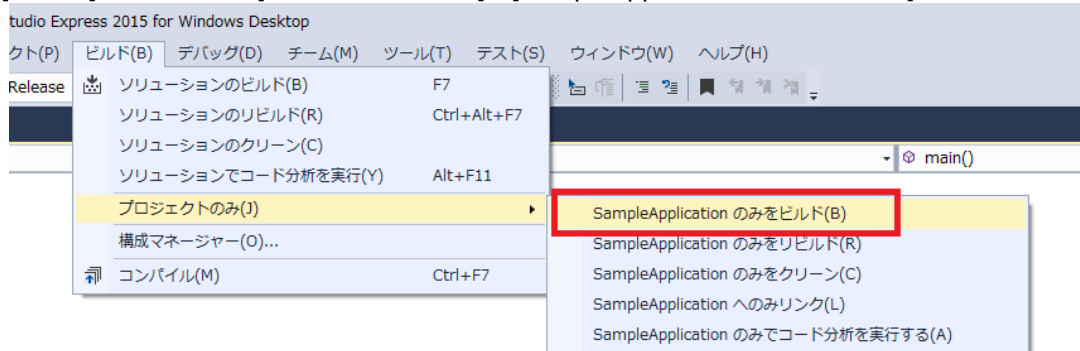 tudio Express 2015 for Windows Desktop
クト(P) ビルド(B) デバッグ(D) チーム(M) ツール(T) テスト(S) ウィンドウ(W) ヘルプ(H)
Release
ソリューションのビルド(B) F7
ソリューションのリビルド(R) Ctrl+Alt+F7
ソリューションのクリーン(C)
ソリューションでコード分析を実行(Y) Alt+F11
プロジェクトのみ(J)
構成マネージャー(O)...
コンパイル(M) Ctrl+F7
main()
SampleApplication のみをビルド(B)
SampleApplication のみをリビルド(R)
SampleApplication のみをクリーン(C)
SampleApplication へのみリンク(L)
SampleApplication のみでコード分析を実行する(A)